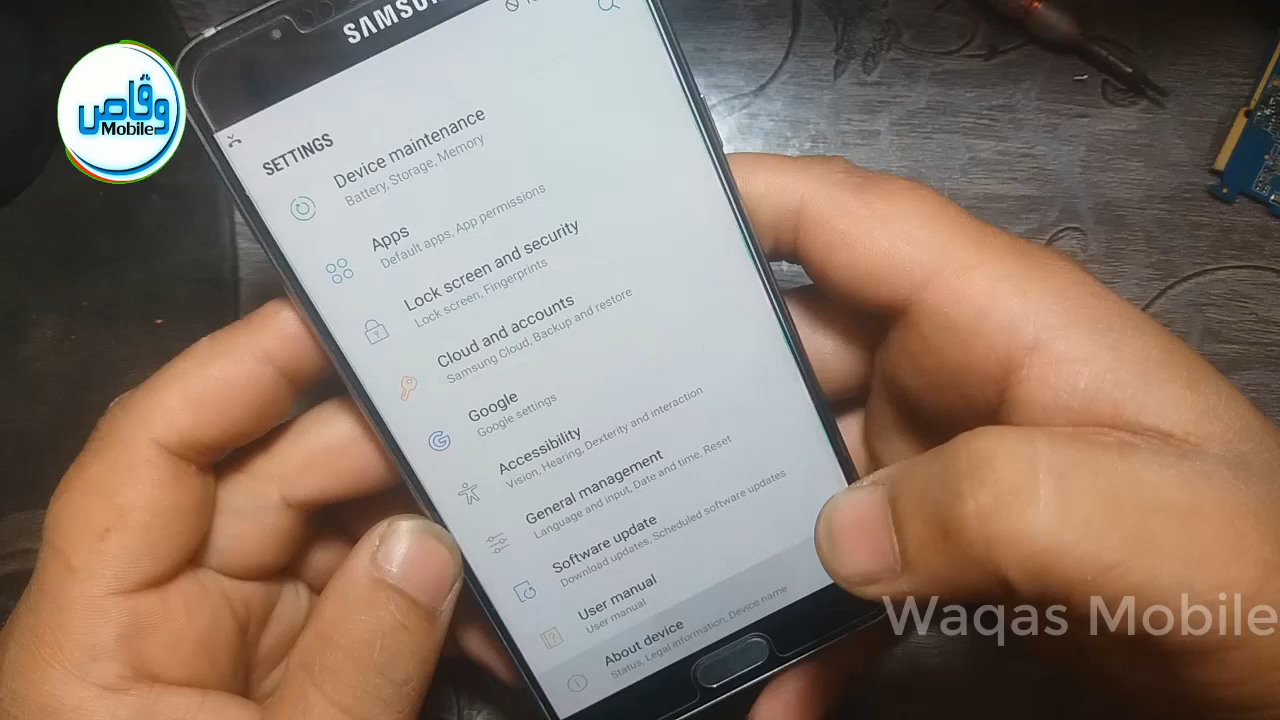 وقاص
Mobile
SAMSU
SETTINGS
Device maintenance
Battery, Storage, Memory
Apps
Default apps, App permissions
Lock screen and security
Lock screen, Fingerprints
Cloud and accounts
Samsung Cloud, Backup and restore
Google
Google settings
Accessibility
Vision, Hearing, Dexterity and interaction
General management
Language and input, Date and time, Reset
Software update
Download updates, Scheduled software updates
User manual
User manual
About device
Status, Legal information, Device name
Waqas Mobile